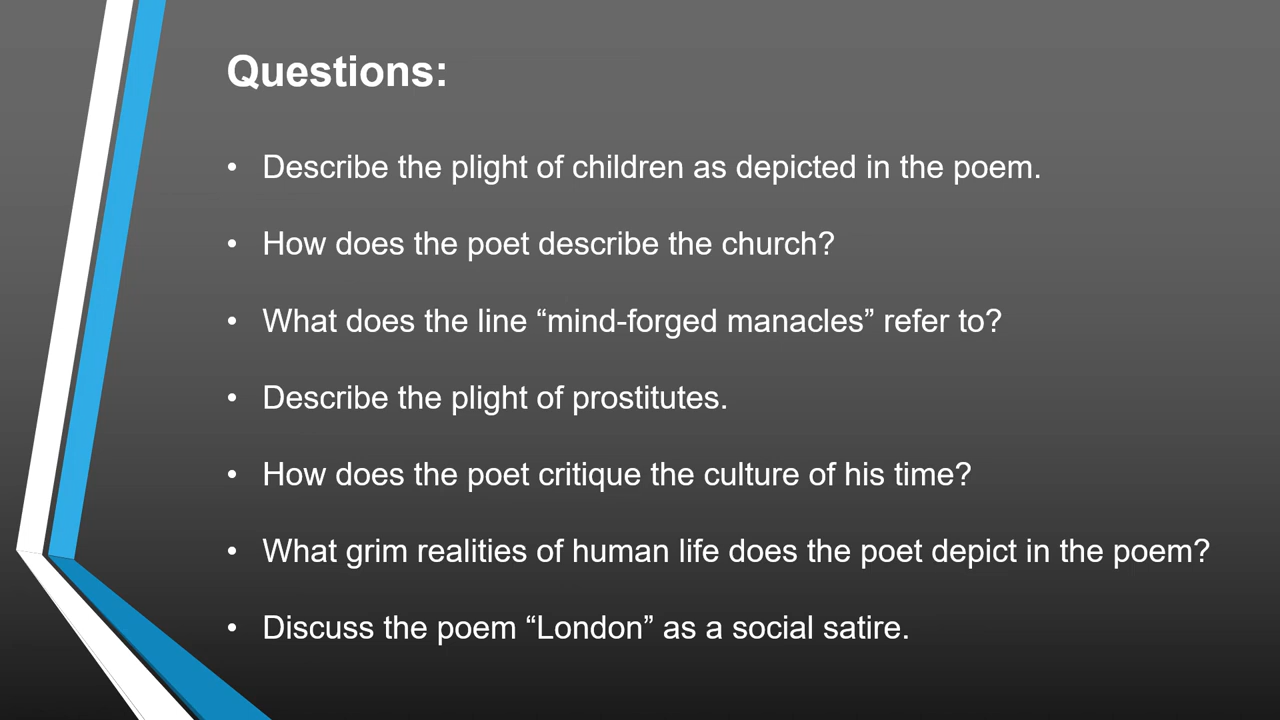 Questions:
• Describe the plight of children as depicted in the poem.
• How does the poet describe the church?
• What does the line “mind-forged manacles” refer to?
• Describe the plight of prostitutes.
• How does the poet critique the culture of his time?
• What grim realities of human life does the poet depict in the poem?
• Discuss the poem “London” as a social satire.